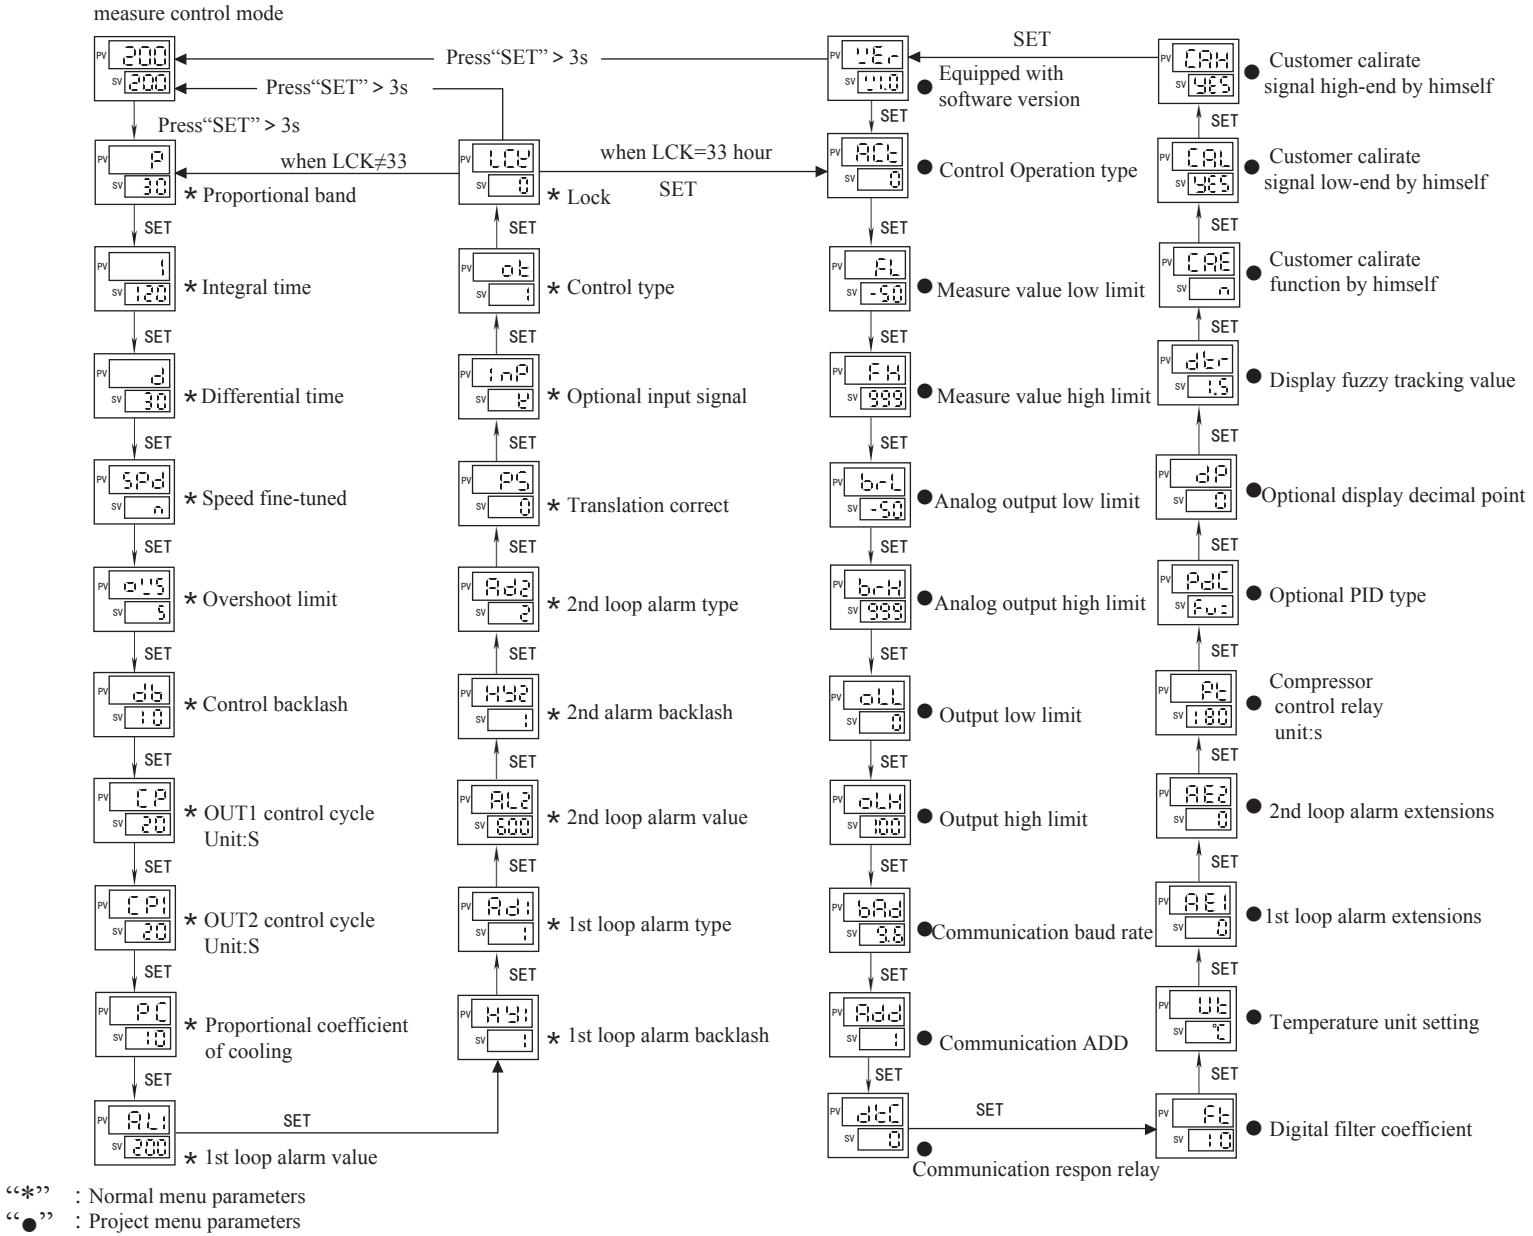 measure control mode
PV 200
SV 200
Press“SET” > 3s
Press“SET” > 3s
Press“SET” > 3s
PV P
SV 30
* Proportional band
SET
PV I
SV 120
* Integral time
SET
PV d
SV 30
* Differential time
SET
PV SPd
SV n
* Speed fine-tuned
SET
PV oVS
SV 5
* Overshoot limit
SET
PV db
SV 10
* Control backlash
SET
PV CP
SV 20
* OUT1 control cycle
Unit:S
SET
PV CP1
SV 20
* OUT2 control cycle
Unit:S
SET
PV PC
SV 10
* Proportional coefficient
of cooling
SET
PV AL1
SV 200
* 1st loop alarm value
SET
when LCK≠33
PV LCK
SV 0
* Lock
when LCK=33 hour
SET
SET
PV ot
SV 1
* Control type
SET
PV InP
SV K
* Optional input signal
SET
PV PS
SV 0
* Translation correct
SET
PV Ad2
SV 2
* 2nd loop alarm type
SET
PV HY2
SV 1
* 2nd alarm backlash
SET
PV AL2
SV 600
* 2nd loop alarm value
SET
PV Ad1
SV 1
* 1st loop alarm type
SET
PV HY1
SV 1
* 1st loop alarm backlash
PV VEr
SV V1.0
● Equipped with
software version
SET
SET
PV ACt
SV 0
● Control Operation type
SET
PV FL
SV -50
● Measure value low limit
SET
PV FH
SV 999
● Measure value high limit
SET
PV brL
SV -50
● Analog output low limit
SET
PV brH
SV 999
● Analog output high limit
SET
PV oLL
SV 0
● Output low limit
SET
PV oLH
SV 100
● Output high limit
SET
PV bAd
SV 9.6
● Communication baud rate
SET
PV Add
SV 1
● Communication ADD
SET
PV dtC
SV 0
● Communication respon relay
SET
PV CAH
SV YES
● Customer calirate
signal high-end by himself
SET
PV CAL
SV YES
● Customer calirate
signal low-end by himself
SET
PV CAE
SV n
● Customer calirate
function by himself
SET
PV dtr
SV 1.5
● Display fuzzy tracking value
SET
PV dP
SV 0
● Optional display decimal point
SET
PV PdC
SV Fuz
● Optional PID type
SET
PV Pt
SV 180
● Compressor
control relay
unit:s
SET
PV AE2
SV 0
● 2nd loop alarm extensions
SET
PV AE1
SV 0
● 1st loop alarm extensions
SET
PV Ut
SV ℃
● Temperature unit setting
SET
PV Ft
SV 10
● Digital filter coefficient
“*” : Normal menu parameters
“●” : Project menu parameters